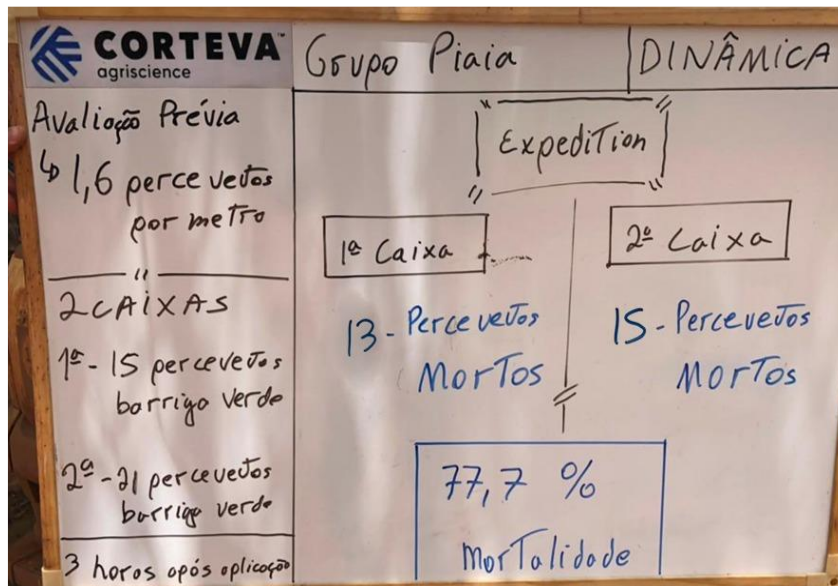 CORTEVA™
agriscience
Grupo Piaia
DINÂMICA
Avaliação Prévia
↳ 1,6 percevejos
por metro
2 CAIXAS
1ª - 15 percevejos
barriga verde
2ª - 21 percevejos
barriga verde
3 horas após aplicação
Expedition
1ª Caixa
13 - Percevejos
Mortos
2ª Caixa
15 - Percevejos
Mortos
77,7 %
Mortalidade